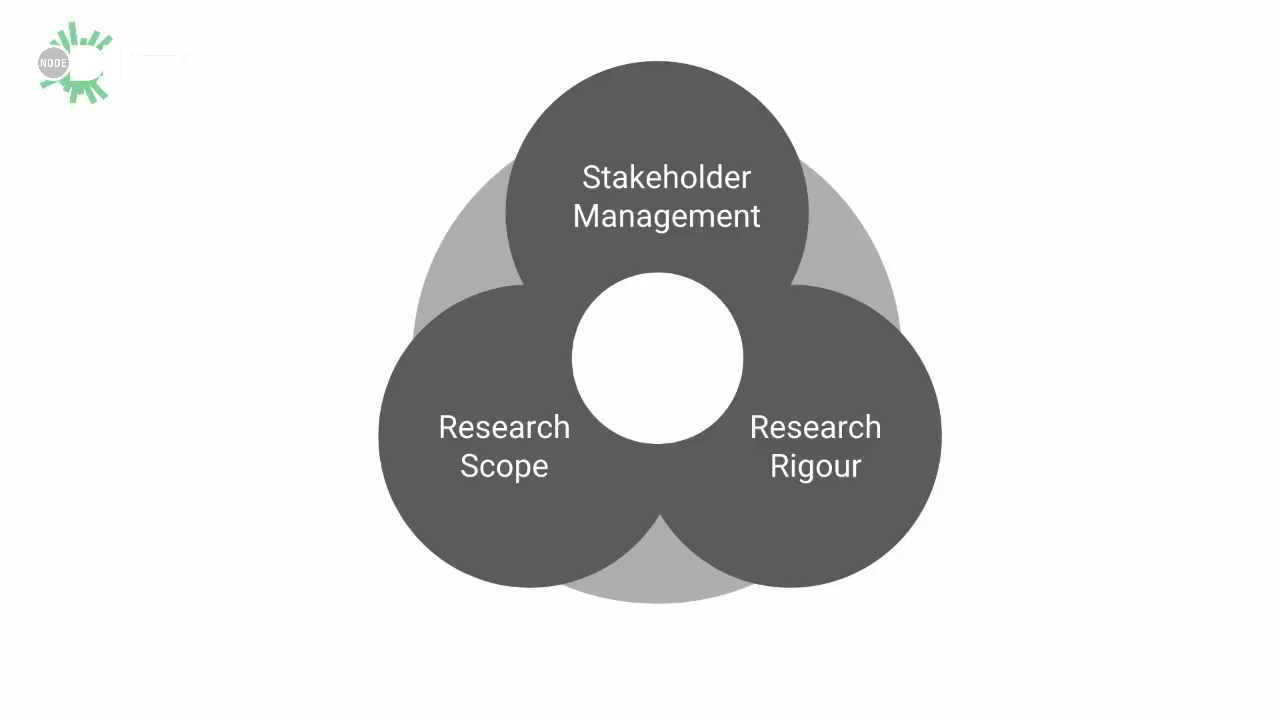 NODE
Stakeholder
Management
Research
Scope
Research
Rigour